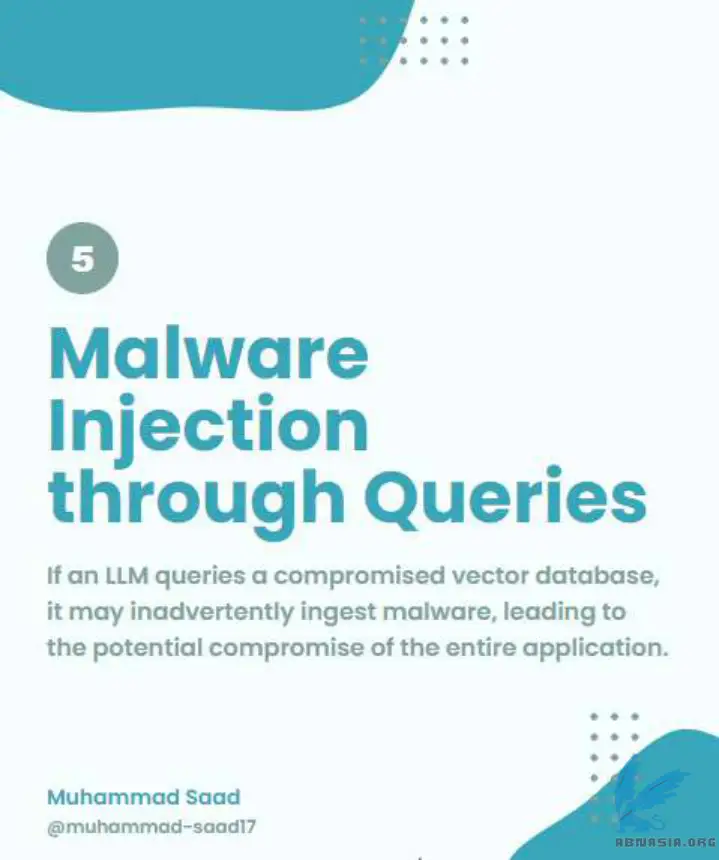 5
Malware
Injection
through Queries
If an LLM queries a compromised vector database,
it may inadvertently ingest malware, leading to
the potential compromise of the entire application.
Muhammad Saad
@muhammad-saad17
ABNASIA.ORG